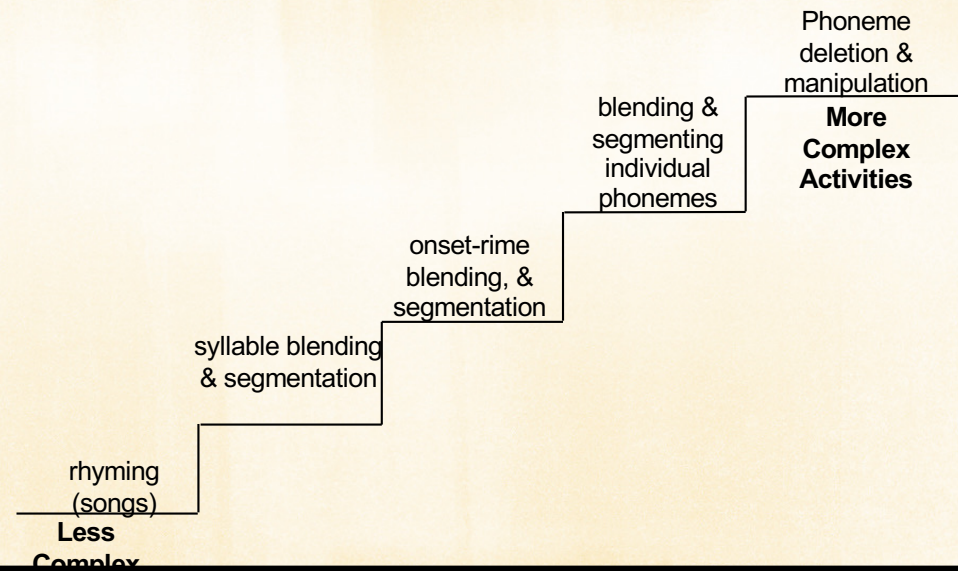 Phoneme
deletion &
manipulation
More
Complex
Activities
blending &
segmenting
individual
phonemes
onset-rime
blending, &
segmentation
syllable blending
& segmentation
rhyming
(songs)
Less
Complex